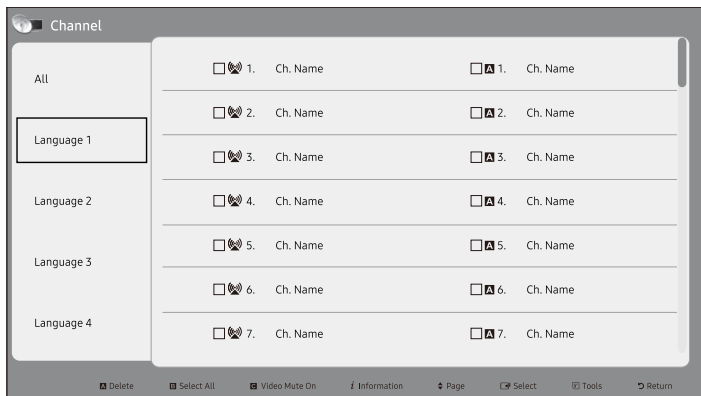 Channel
All
Language 1
Language 2
Language 3
Language 4
1. Ch. Name A 1. Ch. Name
2. Ch. Name A 2. Ch. Name
3. Ch. Name A 3. Ch. Name
4. Ch. Name A 4. Ch. Name
5. Ch. Name A 5. Ch. Name
6. Ch. Name A 6. Ch. Name
7. Ch. Name A 7. Ch. Name
A Delete B Select All C Video Mute On i Information Page Select Tools Return